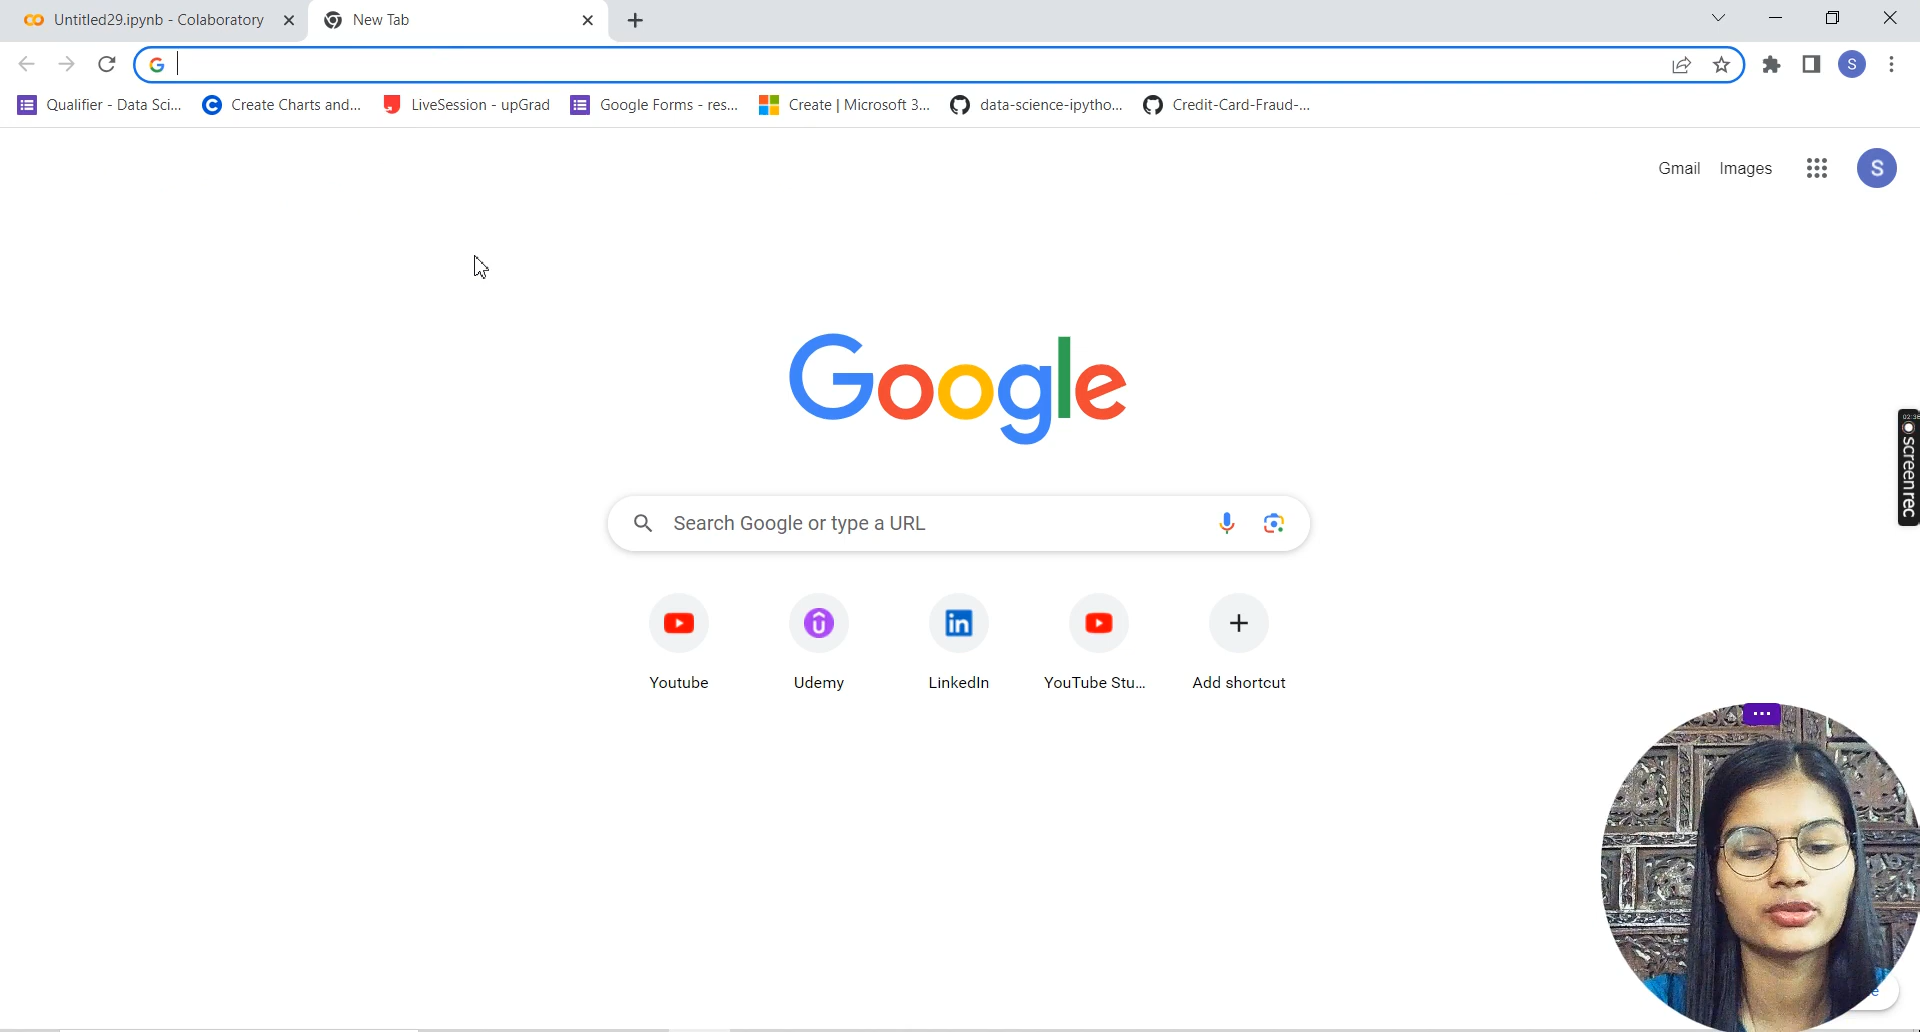 Untitled29.ipynb - Colaboratory
New Tab
S
Qualifier - Data Sci...
Create Charts and...
LiveSession - upGrad
Google Forms - res...
Create | Microsoft 3...
data-science-ipytho...
Credit-Card-Fraud-...
Gmail
Images
S
Google
Search Google or type a URL
Youtube
Udemy
LinkedIn
YouTube Stu...
Add shortcut
screenrec